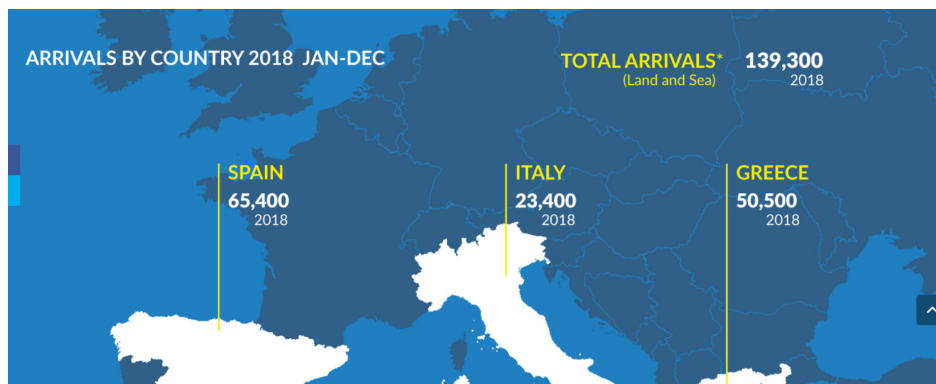 ARRIVALS BY COUNTRY 2018 JAN-DEC
TOTAL ARRIVALS* 139,300
(Land and Sea) 2018
SPAIN
65,400
2018
ITALY
23,400
2018
GREECE
50,500
2018